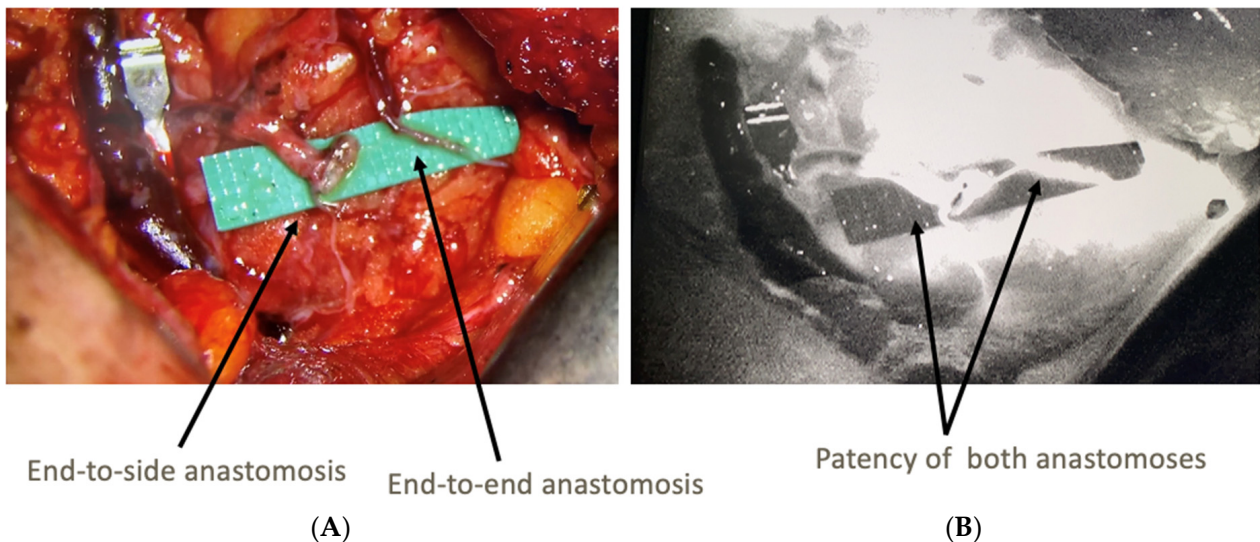 End-to-side anastomosis
End-to-end anastomosis
Patency of both anastomoses
(A)
(B)